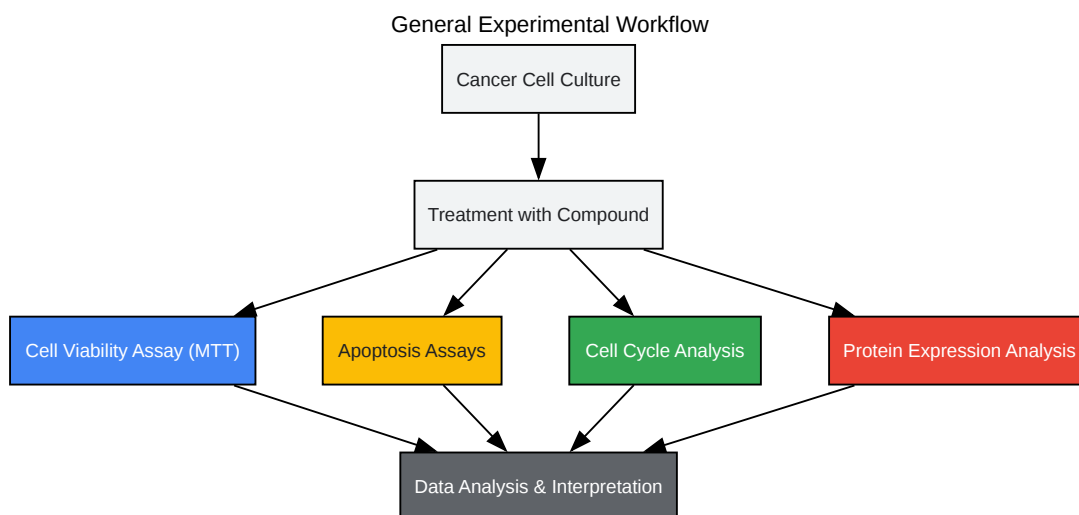 General Experimental Workflow
Cancer Cell Culture
Treatment with Compound
Cell Viability Assay (MTT)
Apoptosis Assays
Cell Cycle Analysis
Protein Expression Analysis
Data Analysis & Interpretation